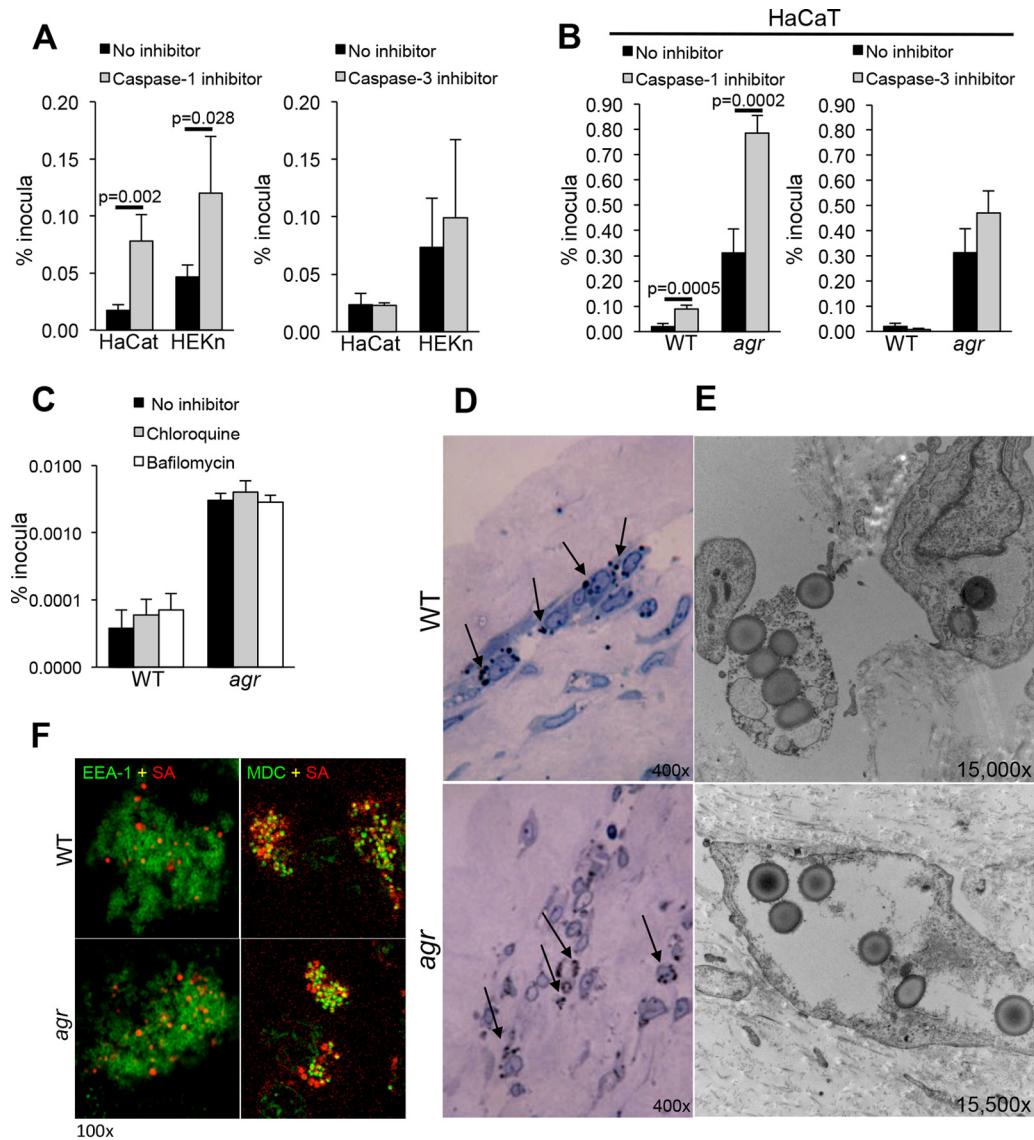 A
No inhibitor
Caspase-1 inhibitor
% inocula
0.20
0.15
0.10
0.05
0.00
p=0.002
p=0.028
HaCat
HEKn
No inhibitor
Caspase-3 inhibitor
% inocula
0.20
0.15
0.10
0.05
0.00
HaCat
HEKn
B
HaCaT
No inhibitor
Caspase-1 inhibitor
% inocula
0.90
0.80
0.70
0.60
0.50
0.40
0.30
0.20
0.10
0.00
p=0.0005
p=0.0002
WT
agr
No inhibitor
Caspase-3 inhibitor
% inocula
0.90
0.80
0.70
0.60
0.50
0.40
0.30
0.20
0.10
0.00
WT
agr
C
No inhibitor
Chloroquine
Bafilomycin
% inocula
0.0100
0.0010
0.0001
0.0000
WT
agr
D
WT
400x
agr
400x
E
15,000x
15,500x
F
EEA-1 + SA
MDC + SA
WT
agr
100x